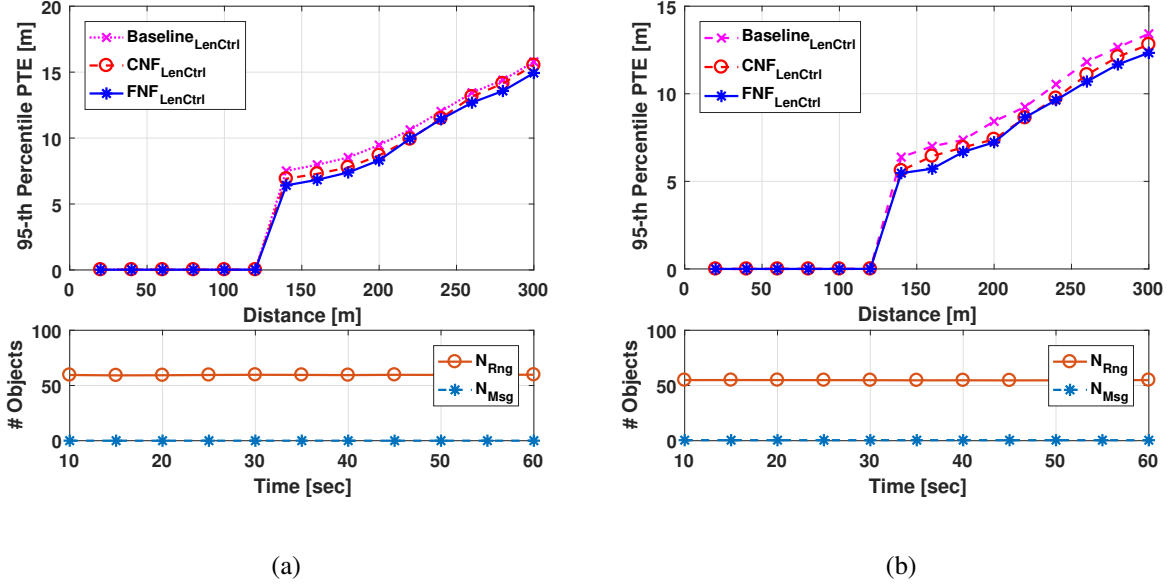 20
15
10
5
0
95-th Percentile PTE [m]
Baseline_LenCtrl
CNF_LenCtrl
FNF_LenCtrl
0 50 100 150 200 250 300
Distance [m]
100
50
0
# Objects
N_Rng
N_Msg
10 20 30 40 50 60
Time [sec]
(a)
15
10
5
0
95-th Percentile PTE [m]
Baseline_LenCtrl
CNF_LenCtrl
FNF_LenCtrl
0 50 100 150 200 250 300
Distance [m]
100
50
0
# Objects
N_Rng
N_Msg
10 20 30 40 50 60
Time [sec]
(b)